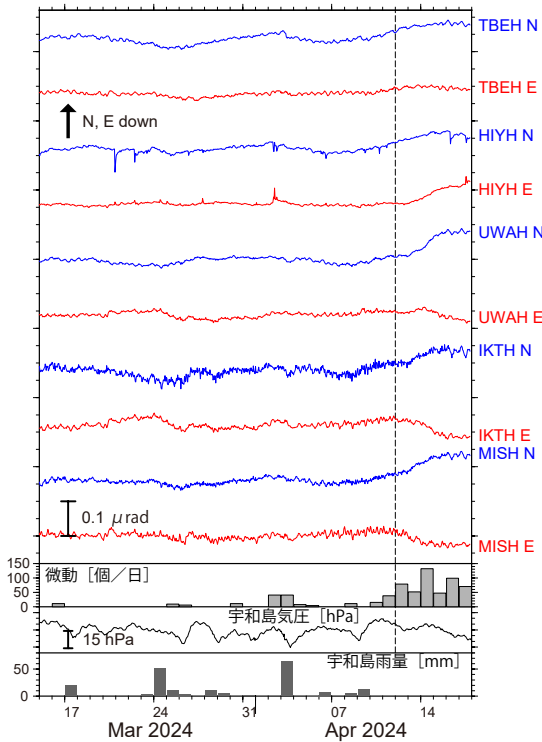 TBEH N
TBEH E
N, E down
HIYH N
HIYH E
UWAH N
UWAH E
IKTH N
IKTH E
MISH N
0.1 μrad
MISH E
150
微動［個／日］
100
50
0
宇和島気圧［hPa］
15 hPa
宇和島雨量［mm］
50
0
17 24 31 07 14
Mar 2024 Apr 2024